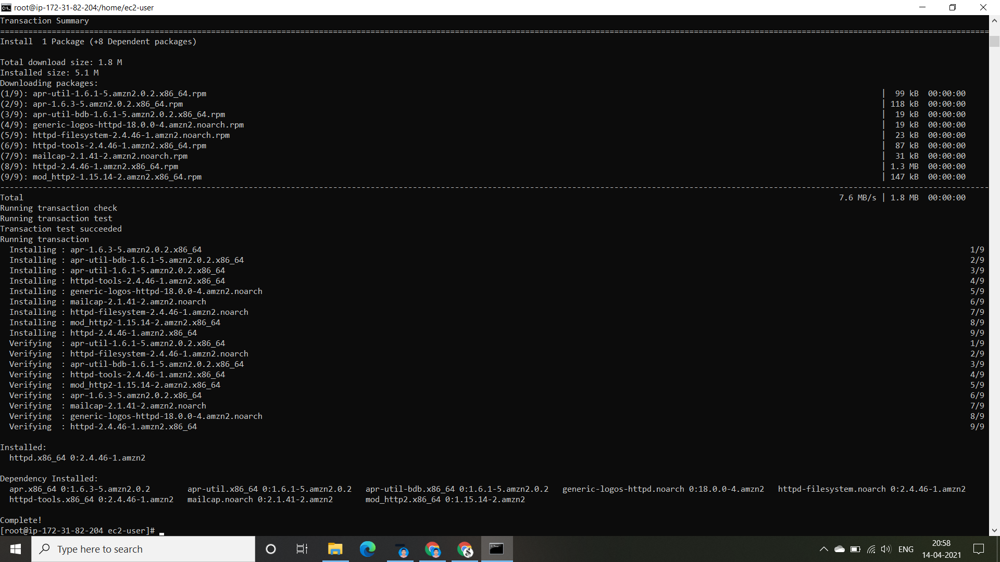 root@ip-172-31-82-204:/home/ec2-user
Transaction Summary
================================================================================
Install  1 Package (+8 Dependent packages)
Total download size: 1.8 M
Installed size: 5.1 M
Downloading packages:
(1/9): apr-util-1.6.1-5.amzn2.0.2.x86_64.rpm | 99 kB 00:00:00
(2/9): apr-1.6.3-5.amzn2.0.2.x86_64.rpm | 118 kB 00:00:00
(3/9): apr-util-bdb-1.6.1-5.amzn2.0.2.x86_64.rpm | 19 kB 00:00:00
(4/9): generic-logos-httpd-18.0.0-4.amzn2.noarch.rpm | 19 kB 00:00:00
(5/9): httpd-filesystem-2.4.46-1.amzn2.noarch.rpm | 23 kB 00:00:00
(6/9): httpd-tools-2.4.46-1.amzn2.x86_64.rpm | 87 kB 00:00:00
(7/9): mailcap-2.1.41-2.amzn2.noarch.rpm | 31 kB 00:00:00
(8/9): httpd-2.4.46-1.amzn2.x86_64.rpm | 1.3 MB 00:00:00
(9/9): mod_http2-1.15.14-2.amzn2.x86_64.rpm | 147 kB 00:00:00
--------------------------------------------------------------------------------
Total 7.6 MB/s | 1.8 MB 00:00:00
Running transaction check
Running transaction test
Transaction test succeeded
Running transaction
Installing : apr-1.6.3-5.amzn2.0.2.x86_64 1/9
Installing : apr-util-bdb-1.6.1-5.amzn2.0.2.x86_64 2/9
Installing : apr-util-1.6.1-5.amzn2.0.2.x86_64 3/9
Installing : httpd-tools-2.4.46-1.amzn2.x86_64 4/9
Installing : generic-logos-httpd-18.0.0-4.amzn2.noarch 5/9
Installing : mailcap-2.1.41-2.amzn2.noarch 6/9
Installing : httpd-filesystem-2.4.46-1.amzn2.noarch 7/9
Installing : mod_http2-1.15.14-2.amzn2.x86_64 8/9
Installing : httpd-2.4.46-1.amzn2.x86_64 9/9
Verifying  : apr-util-1.6.1-5.amzn2.0.2.x86_64 1/9
Verifying  : httpd-filesystem-2.4.46-1.amzn2.noarch 2/9
Verifying  : apr-util-bdb-1.6.1-5.amzn2.0.2.x86_64 3/9
Verifying  : httpd-tools-2.4.46-1.amzn2.x86_64 4/9
Verifying  : mod_http2-1.15.14-2.amzn2.x86_64 5/9
Verifying  : apr-1.6.3-5.amzn2.0.2.x86_64 6/9
Verifying  : mailcap-2.1.41-2.amzn2.noarch 7/9
Verifying  : generic-logos-httpd-18.0.0-4.amzn2.noarch 8/9
Verifying  : httpd-2.4.46-1.amzn2.x86_64 9/9
Installed:
httpd.x86_64 0:2.4.46-1.amzn2
Dependency Installed:
apr.x86_64 0:1.6.3-5.amzn2.0.2 apr-util.x86_64 0:1.6.1-5.amzn2.0.2 apr-util-bdb.x86_64 0:1.6.1-5.amzn2.0.2 generic-logos-httpd.noarch 0:18.0.0-4.amzn2 httpd-filesystem.noarch 0:2.4.46-1.amzn2
httpd-tools.x86_64 0:2.4.46-1.amzn2 mailcap.noarch 0:2.1.41-2.amzn2 mod_http2.x86_64 0:1.15.14-2.amzn2
Complete!
[root@ip-172-31-82-204 ec2-user]#
Type here to search
ENG
20:58
14-04-2021